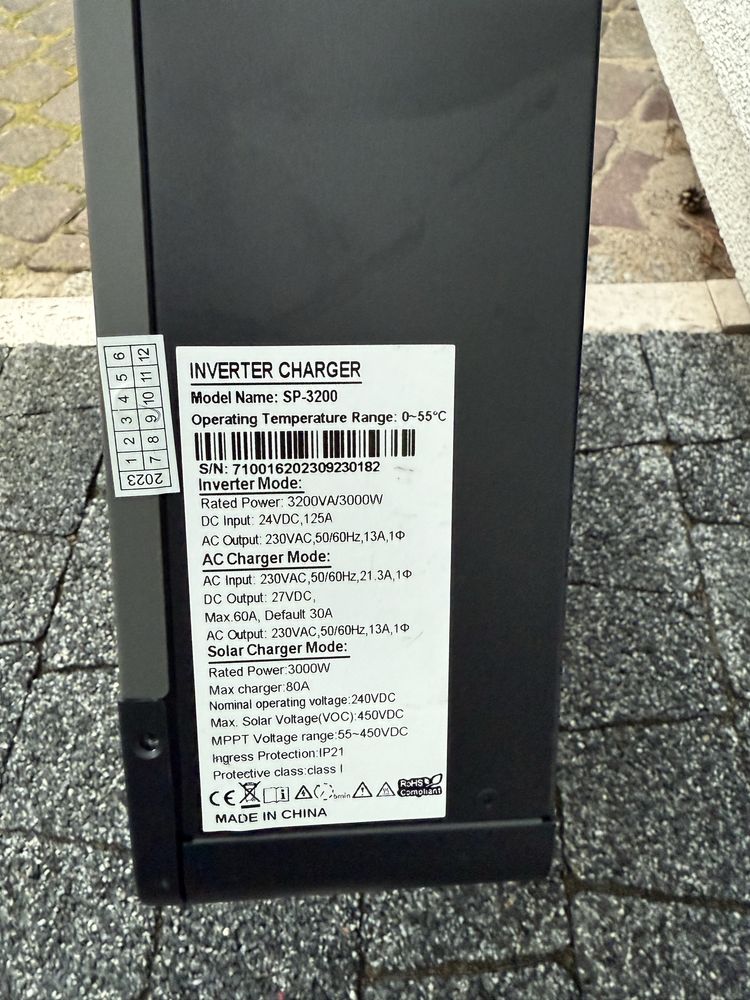 INVERTER CHARGER
Model Name: SP-3200
Operating Temperature Range: 0~55°C
S/N: 710016202309230182
Inverter Mode:
Rated Power: 3200VA/3000W
DC Input: 24VDC,125A
AC Output: 230VAC,50/60Hz,13A,1Φ
AC Charger Mode:
AC Input: 230VAC,50/60Hz,21.3A,1Φ
DC Output: 27VDC,
Max.60A, Default 30A
AC Output: 230VAC,50/60Hz,13A,1Φ
Solar Charger Mode:
Rated Power:3000W
Max charger:80A
Nominal operating voltage:240VDC
Max. Solar Voltage(VOC):450VDC
MPPT Voltage range:55~450VDC
Ingress Protection:IP21
Protective class:class I
CE i 5min RoHS
Compliant
MADE IN CHINA
2023
1 2 3 4 5 6
7 8 9 10 11 12